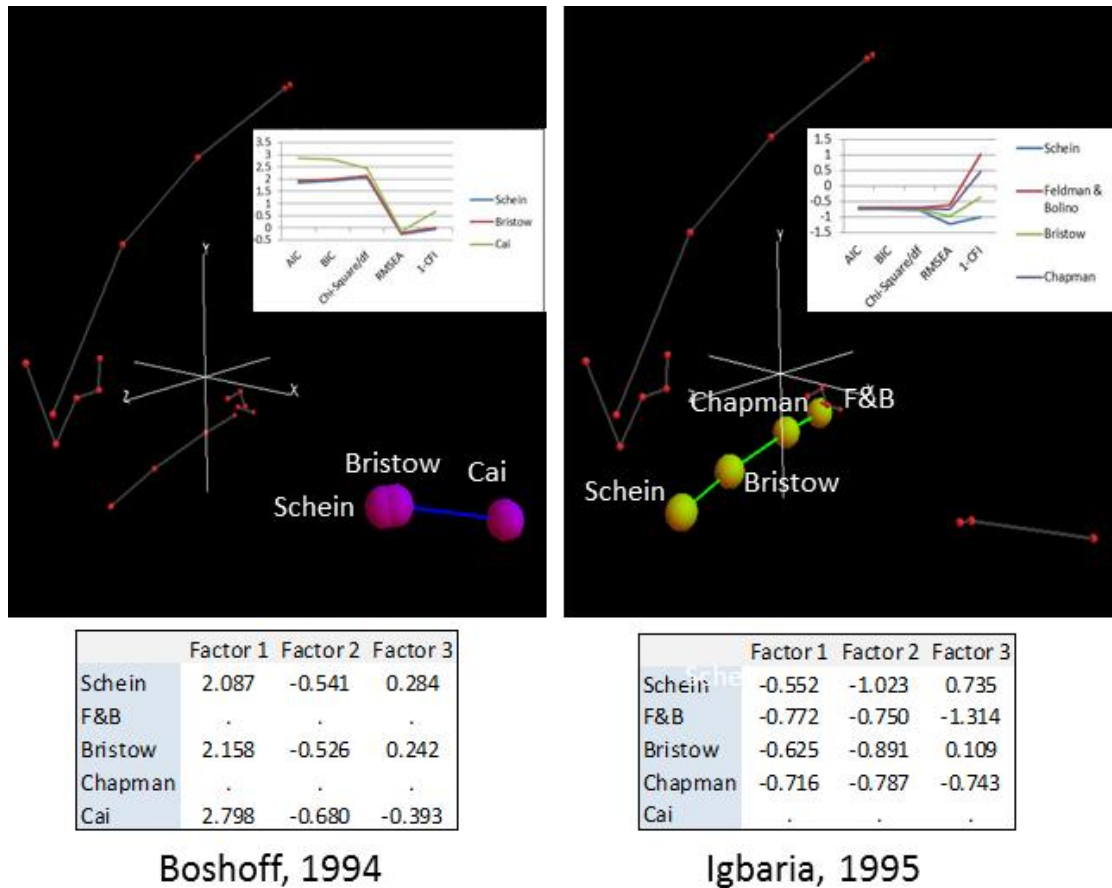 3.5
3
2.5
2
1.5
1
0.5
0
-0.5
AIC
BIC
Chi-Square/df
RMSEA
1-CFI
Schein
Bristow
Cai
Y
X
Z
Bristow
Cai
Schein
Factor 1 Factor 2 Factor 3
Schein 2.087 -0.541 0.284
F&B . . .
Bristow 2.158 -0.526 0.242
Chapman . . .
Cai 2.798 -0.680 -0.393
Boshoff, 1994
1.5
1
0.5
0
-0.5
-1
-1.5
AIC
BIC
Chi-Square/df
RMSEA
1-CFI
Schein
Feldman &
Bolino
Bristow
Chapman
Y
X
Z
Chapman
F&B
Schein
Bristow
Factor 1 Factor 2 Factor 3
Schein -0.552 -1.023 0.735
F&B -0.772 -0.750 -1.314
Bristow -0.625 -0.891 0.109
Chapman -0.716 -0.787 -0.743
Cai . . .
Igbaria, 1995